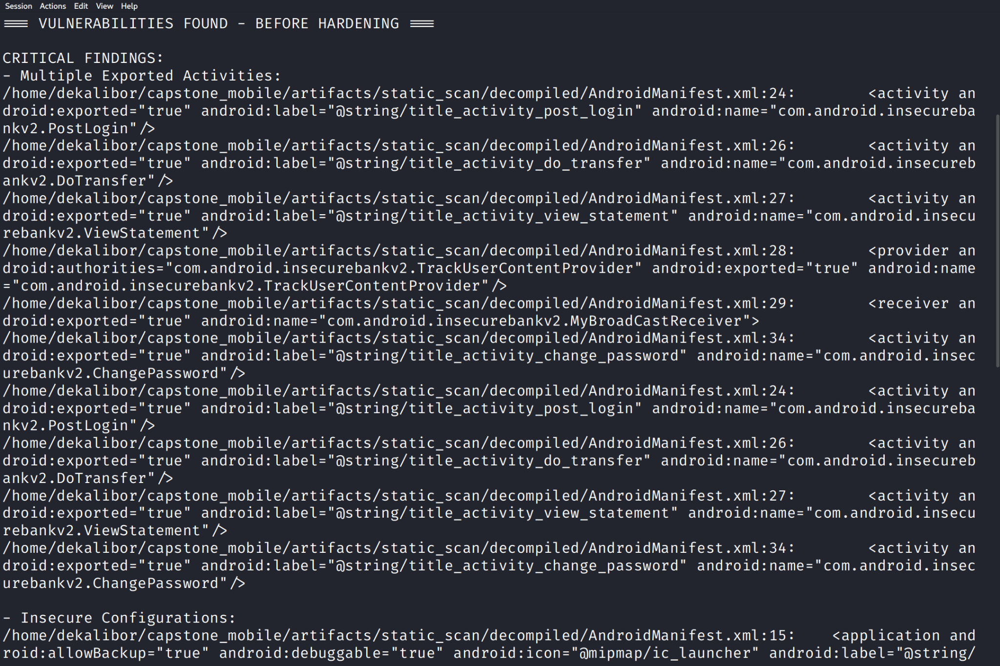 Session Actions Edit View Help
=== VULNERABILITIES FOUND - BEFORE HARDENING ===
CRITICAL FINDINGS:
- Multiple Exported Activities:
/home/dekalibor/capstone_mobile/artifacts/static_scan/decompiled/AndroidManifest.xml:24:        <activity an
droid:exported="true" android:label="@string/title_activity_post_login" android:name="com.android.insecureba
nkv2.PostLogin"/>
/home/dekalibor/capstone_mobile/artifacts/static_scan/decompiled/AndroidManifest.xml:26:        <activity an
droid:exported="true" android:label="@string/title_activity_do_transfer" android:name="com.android.insecureb
ankv2.DoTransfer"/>
/home/dekalibor/capstone_mobile/artifacts/static_scan/decompiled/AndroidManifest.xml:27:        <activity an
droid:exported="true" android:label="@string/title_activity_view_statement" android:name="com.android.insecu
rebankv2.ViewStatement"/>
/home/dekalibor/capstone_mobile/artifacts/static_scan/decompiled/AndroidManifest.xml:28:        <provider an
droid:authorities="com.android.insecurebankv2.TrackUserContentProvider" android:exported="true" android:name
="com.android.insecurebankv2.TrackUserContentProvider"/>
/home/dekalibor/capstone_mobile/artifacts/static_scan/decompiled/AndroidManifest.xml:29:        <receiver an
droid:exported="true" android:name="com.android.insecurebankv2.MyBroadCastReceiver">
/home/dekalibor/capstone_mobile/artifacts/static_scan/decompiled/AndroidManifest.xml:34:        <activity an
droid:exported="true" android:label="@string/title_activity_change_password" android:name="com.android.insec
urebankv2.ChangePassword"/>
/home/dekalibor/capstone_mobile/artifacts/static_scan/decompiled/AndroidManifest.xml:24:        <activity an
droid:exported="true" android:label="@string/title_activity_post_login" android:name="com.android.insecureba
nkv2.PostLogin"/>
/home/dekalibor/capstone_mobile/artifacts/static_scan/decompiled/AndroidManifest.xml:26:        <activity an
droid:exported="true" android:label="@string/title_activity_do_transfer" android:name="com.android.insecureb
ankv2.DoTransfer"/>
/home/dekalibor/capstone_mobile/artifacts/static_scan/decompiled/AndroidManifest.xml:27:        <activity an
droid:exported="true" android:label="@string/title_activity_view_statement" android:name="com.android.insecu
rebankv2.ViewStatement"/>
/home/dekalibor/capstone_mobile/artifacts/static_scan/decompiled/AndroidManifest.xml:34:        <activity an
droid:exported="true" android:label="@string/title_activity_change_password" android:name="com.android.insec
urebankv2.ChangePassword"/>
- Insecure Configurations:
/home/dekalibor/capstone_mobile/artifacts/static_scan/decompiled/AndroidManifest.xml:15:    <application and
roid:allowBackup="true" android:debuggable="true" android:icon="@mipmap/ic_launcher" android:label="@string/